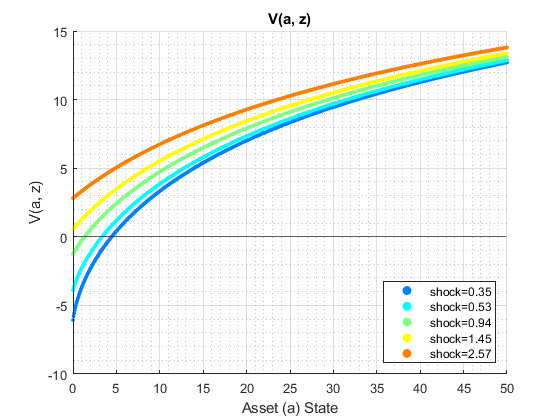 V(a, z)
15
10
5
0
-5
-10
V(a, z)
0 5 10 15 20 25 30 35 40 45 50
Asset (a) State
shock=0.35
shock=0.53
shock=0.94
shock=1.45
shock=2.57